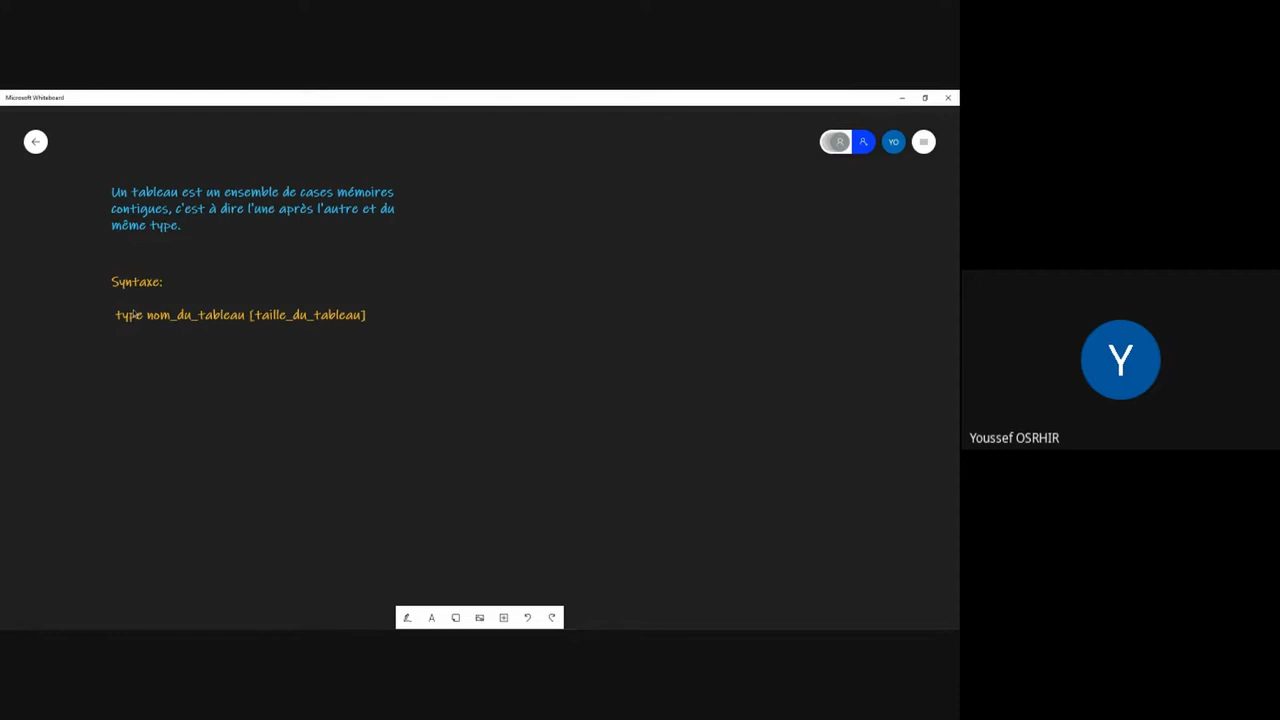 Microsoft Whiteboard
YO
Un tableau est un ensemble de cases mémoires
contigues, c'est à dire l'une après l'autre et du
même type.
Syntaxe:
type nom_du_tableau [taille_du_tableau]
Y
Youssef OSRHIR